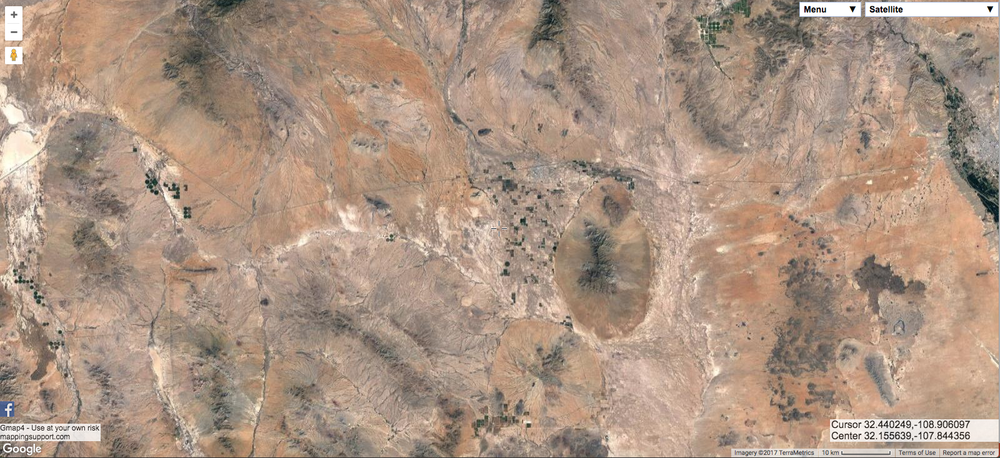 +
Menu ▼
Satellite ▼
−
f
Gmap4 - Use at your own risk
mappingsupport.com
Google
Cursor 32.440249,-108.906097
Center 32.155639,-107.844356
Imagery ©2017 TerraMetrics
10 km
Terms of Use
Report a map error